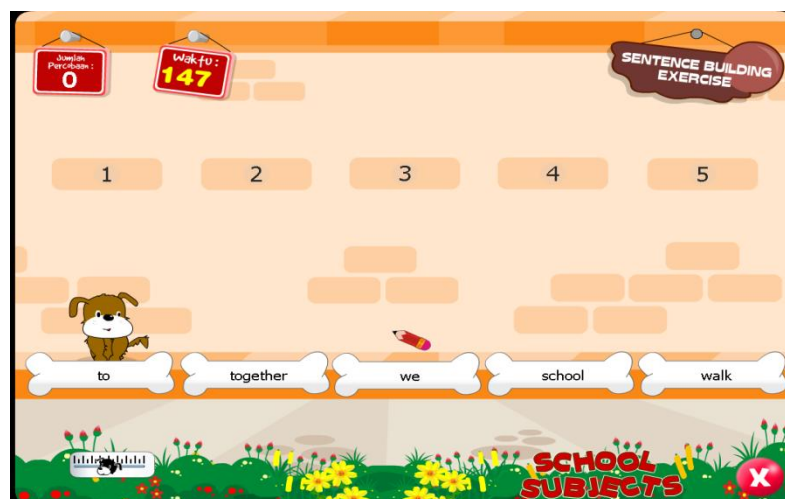 Jumlah
Percobaan :
0
Waktu :
147
SENTENCE BUILDING
EXERCISE
1 2 3 4 5
to together we school walk
SCHOOL
SUBJECTS
X